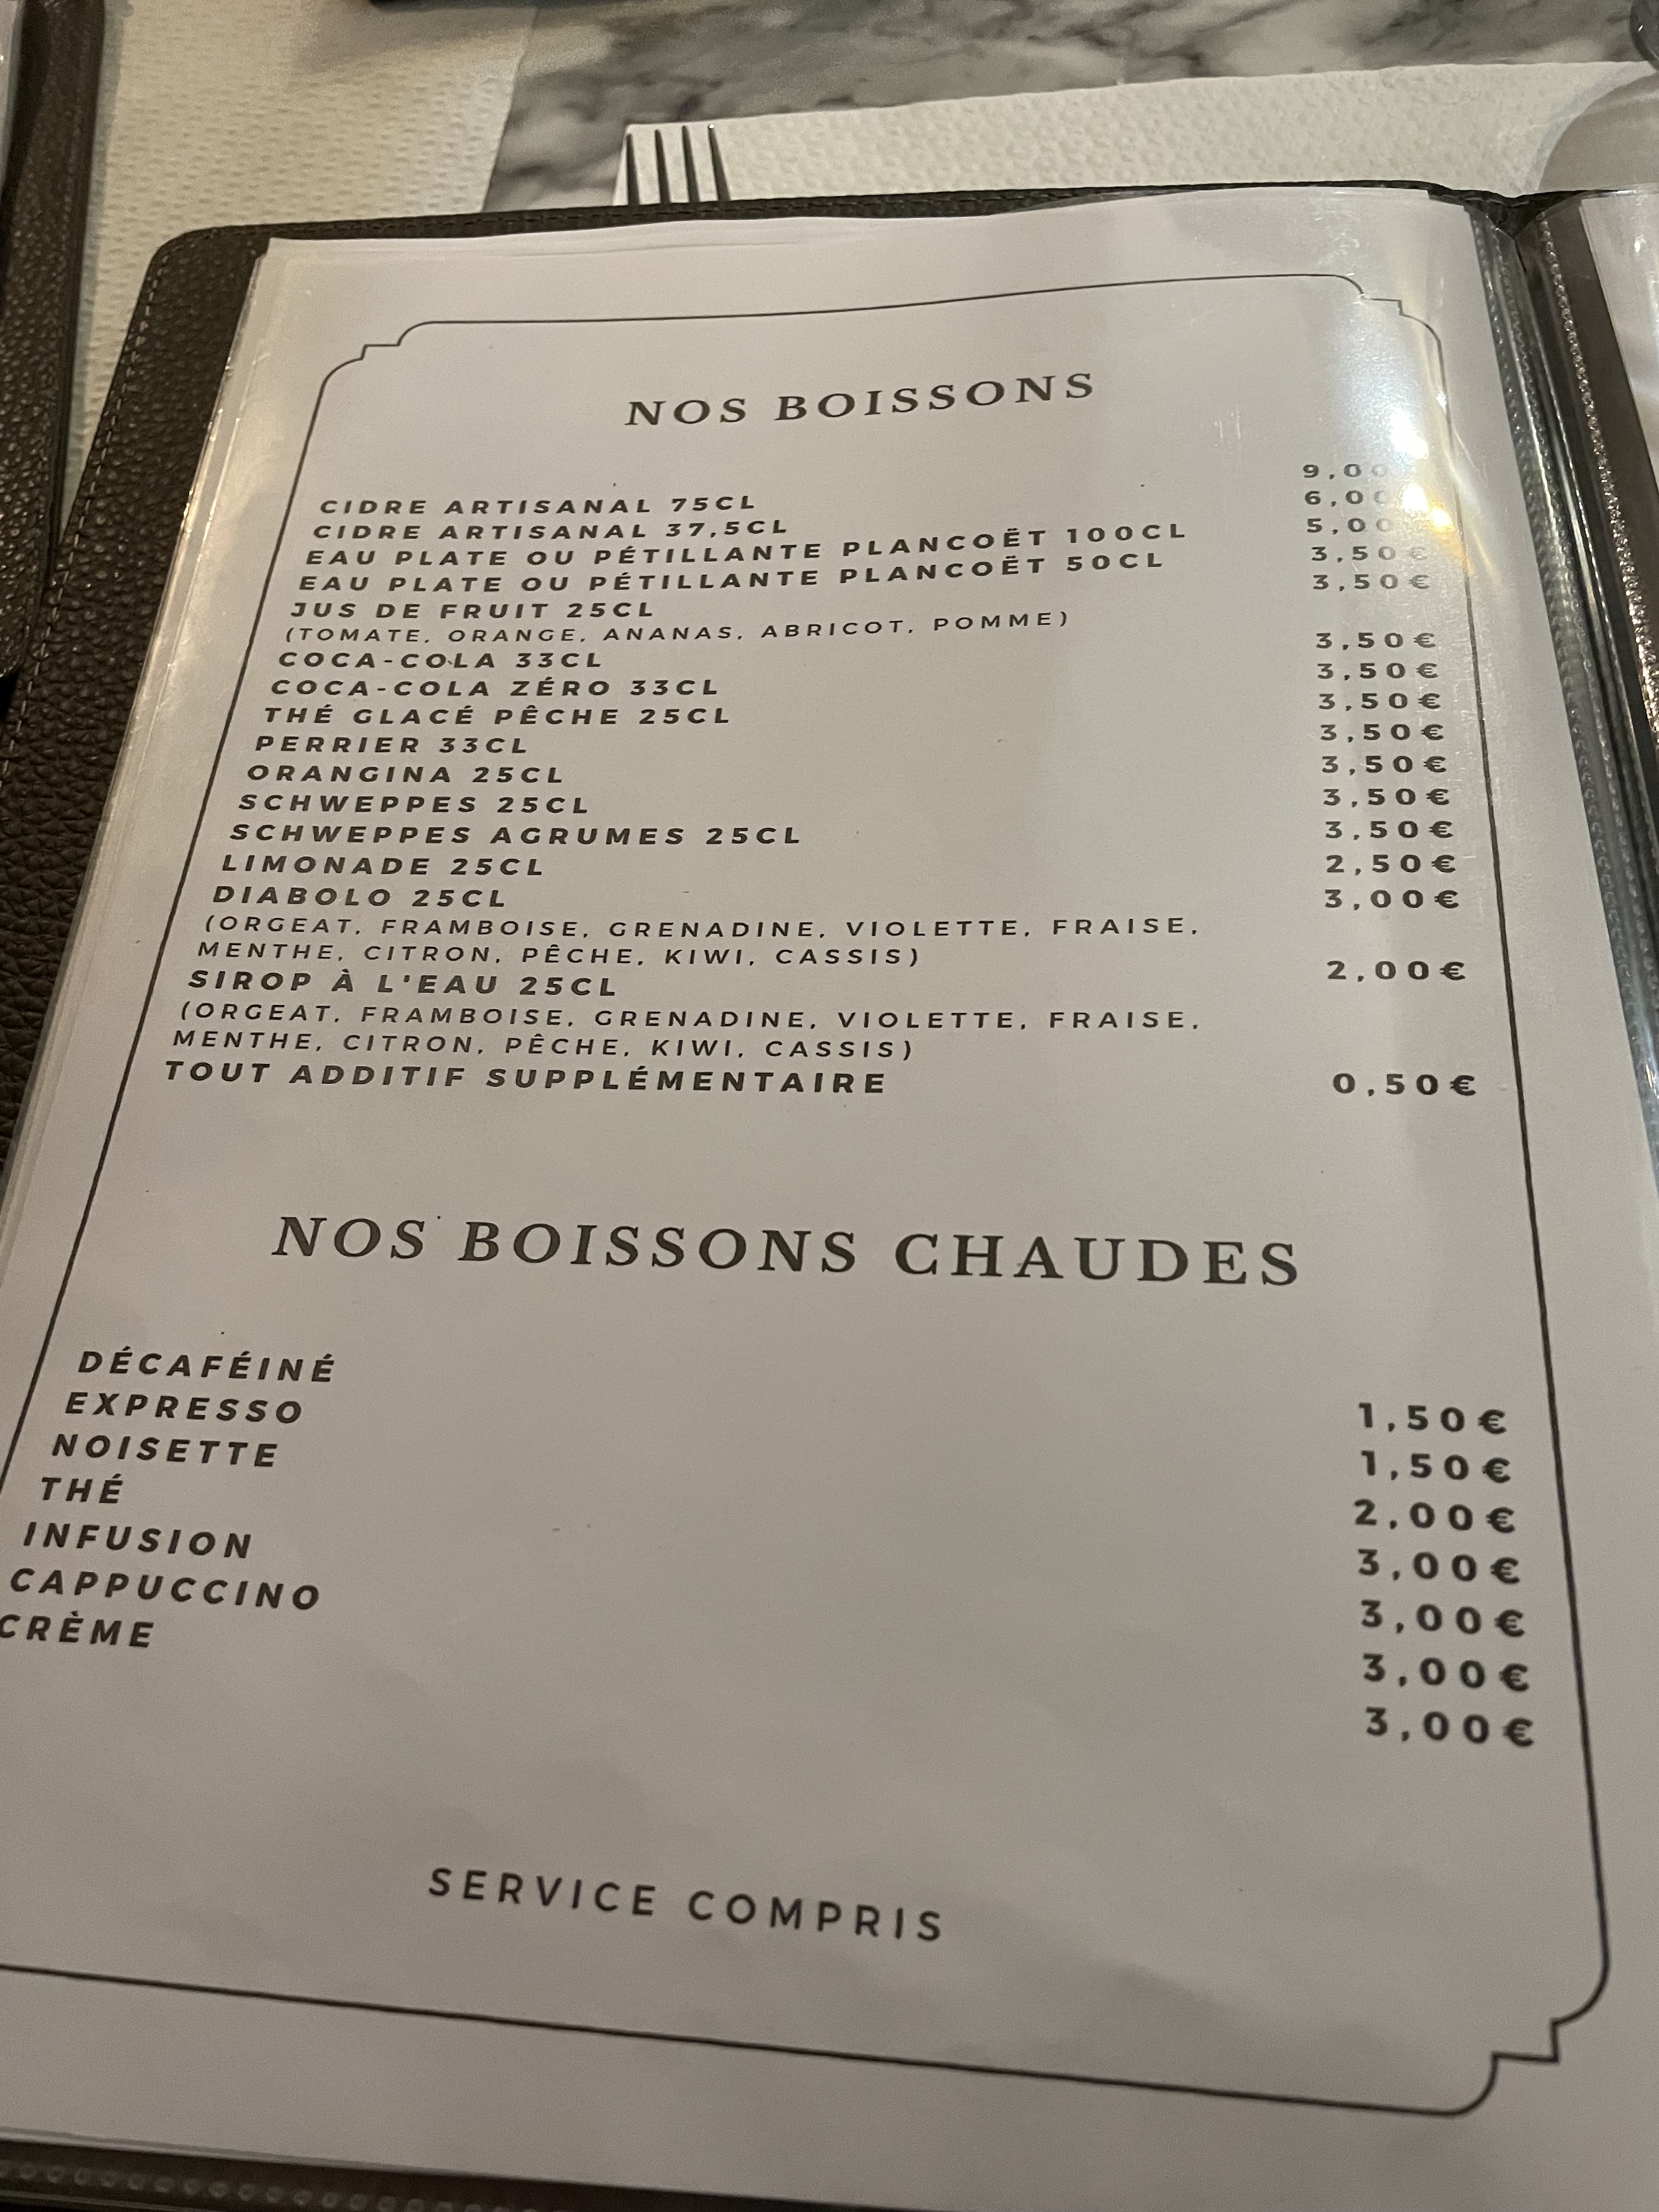 NOS BOISSONS
CIDRE ARTISANAL 75CL 9,00
CIDRE ARTISANAL 37,5CL 6,00
EAU PLATE OU PÉTILLANTE PLANCOËT 100CL 5,00
EAU PLATE OU PÉTILLANTE PLANCOËT 50CL 3,50€
JUS DE FRUIT 25CL 3,50€
(TOMATE, ORANGE, ANANAS, ABRICOT, POMME)
COCA-COLA 33CL 3,50€
COCA-COLA ZÉRO 33CL 3,50€
THÉ GLACÉ PÊCHE 25CL 3,50€
PERRIER 33CL 3,50€
ORANGINA 25CL 3,50€
SCHWEPPES 25CL 3,50€
SCHWEPPES AGRUMES 25CL 3,50€
LIMONADE 25CL 2,50€
DIABOLO 25CL 3,00€
(ORGEAT, FRAMBOISE, GRENADINE, VIOLETTE, FRAISE,
MENTHE, CITRON, PÊCHE, KIWI, CASSIS)
SIROP À L'EAU 25CL 2,00€
(ORGEAT, FRAMBOISE, GRENADINE, VIOLETTE, FRAISE,
MENTHE, CITRON, PÊCHE, KIWI, CASSIS)
TOUT ADDITIF SUPPLÉMENTAIRE 0,50€
NOS BOISSONS CHAUDES
DÉCAFÉINÉ 1,50€
EXPRESSO 1,50€
NOISETTE 2,00€
THÉ 3,00€
INFUSION 3,00€
CAPPUCCINO 3,00€
CRÈME 3,00€
SERVICE COMPRIS